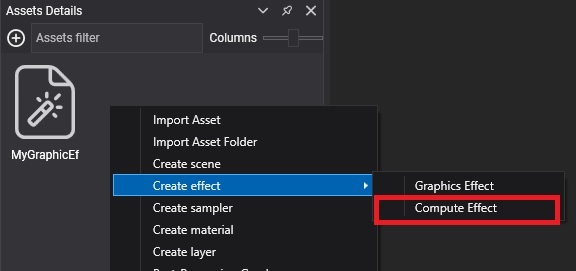 Assets Details
Assets filter
Columns
MyGraphicEf
Import Asset
Import Asset Folder
Create scene
Create effect
Graphics Effect
Create sampler
Compute Effect
Create material
Create layer